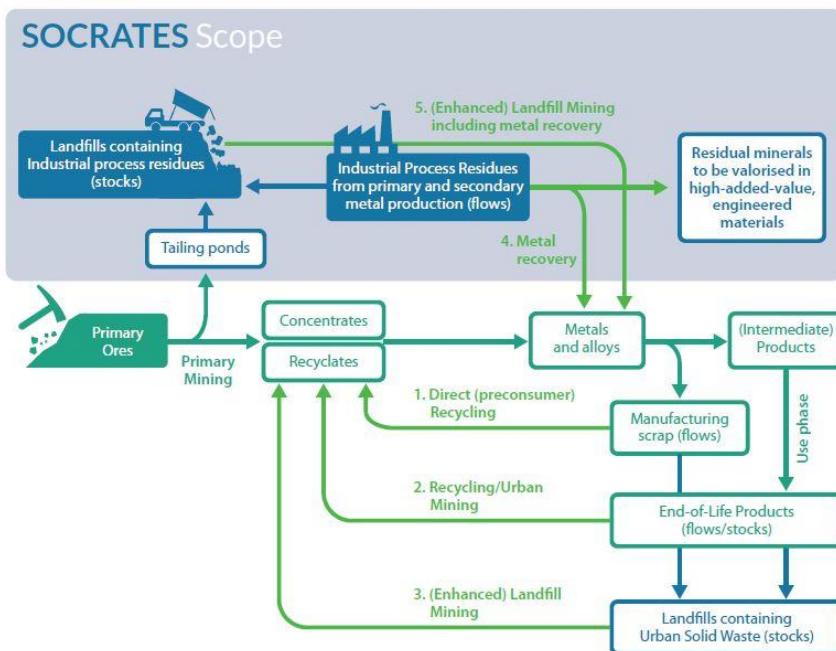 SOCRATES Scope
5. (Enhanced) Landfill Mining
including metal recovery
Landfills containing
Industrial process residues
(stocks)
Industrial Process Residues
from primary and secondary
metal production (flows)
Residual minerals
to be valorised in
high-added-value,
engineered
materials
Tailing ponds
4. Metal
recovery
Primary
Ores
Primary
Mining
Concentrates
Recyclates
Metals
and alloys
(Intermediate)
Products
1. Direct (preconsumer)
Recycling
Manufacturing
scrap (flows)
Use phase
2. Recycling/Urban
Mining
End-of-Life Products
(flows/stocks)
3. (Enhanced) Landfill
Mining
Landfills containing
Urban Solid Waste (stocks)